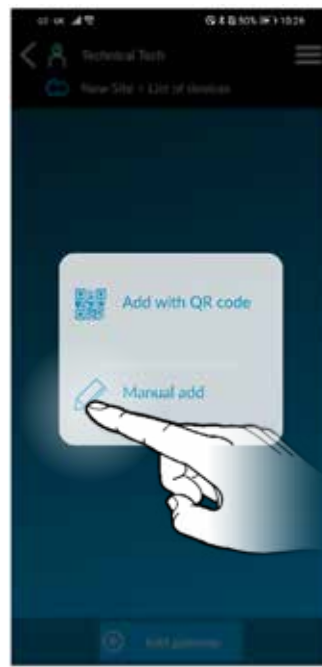 Technical Tech
New Site > List of devices
Add with QR code
Manual add